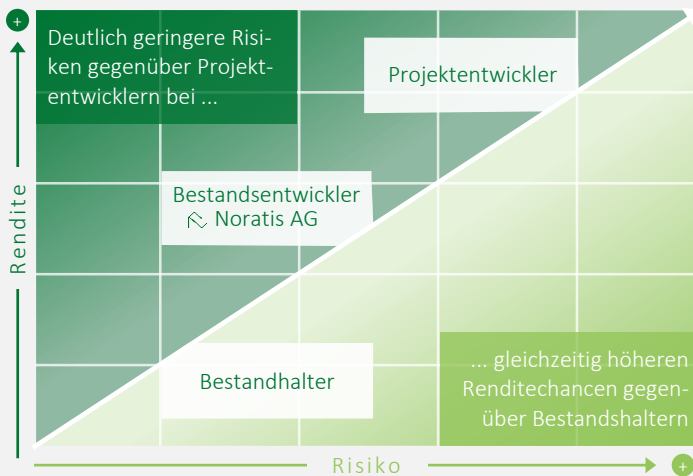 +
Deutlich geringere Risi-
ken gegenüber Projekt-
entwicklern bei ...
Projektentwickler
Bestandsentwickler
Noratis AG
Rendite
Bestandhalter
... gleichzeitig höheren
Renditechancen gegen-
über Bestandshaltern
Risiko
+